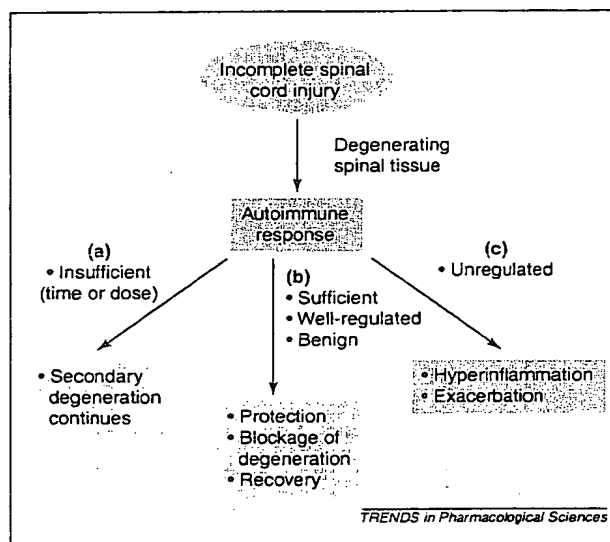 Incomplete spinal
cord injury
Degenerating
spinal tissue
Autoimmune
response
(a)
• Insufficient
(time or dose)
(b)
• Sufficient
• Well-regulated
• Benign
(c)
• Unregulated
• Secondary
degeneration
continues
• Protection
• Blockage of
degeneration
• Recovery
• Hyperinflammation
• Exacerbation
TRENDS in Pharmacological Sciences